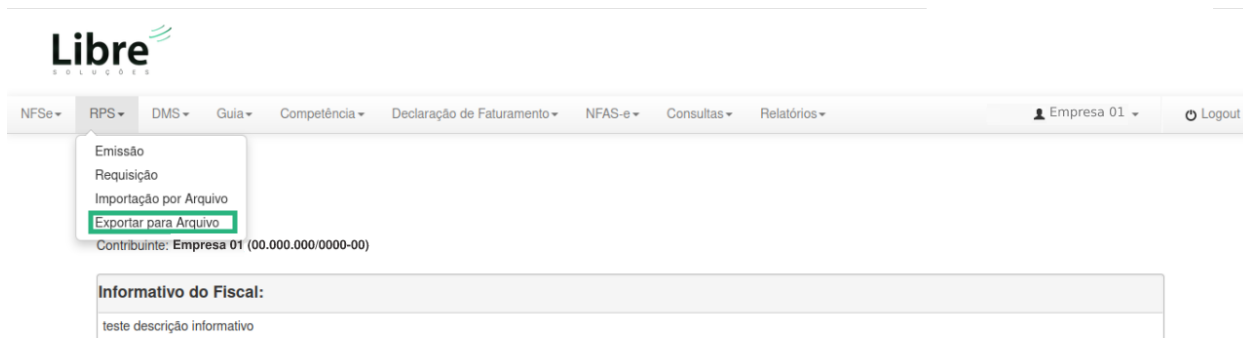 Libre
SOLUÇÕES
NFSe RPS DMS Guia Competência Declaração de Faturamento NFAS-e Consultas Relatórios Empresa 01 Logout
Emissão
Requisição
Importação por Arquivo
Exportar para Arquivo
Contribuinte: Empresa 01 (00.000.000/0000-00)
Informativo do Fiscal:
teste descrição informativo